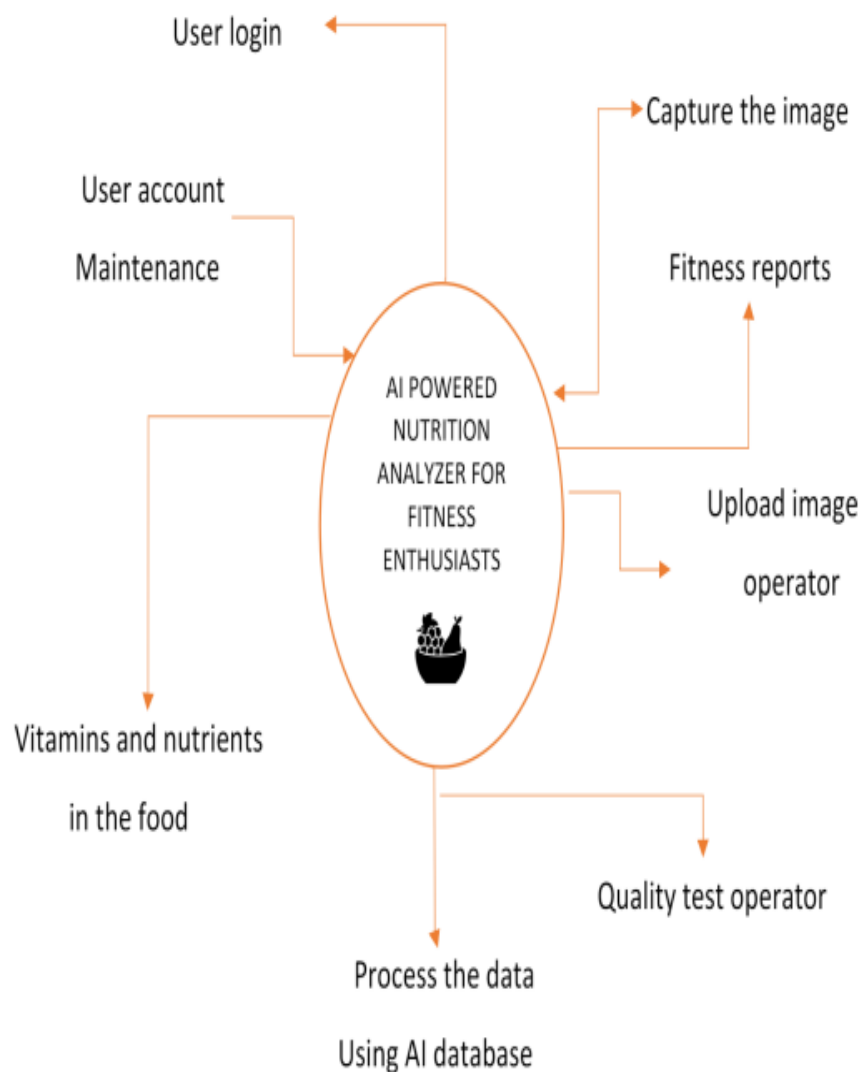 User login
Capture the image
User account
Maintenance
Fitness reports
AI POWERED
NUTRITION
ANALYZER FOR
FITNESS
ENTHUSIASTS
Upload image
operator
Vitamins and nutrients
in the food
Quality test operator
Process the data
Using AI database